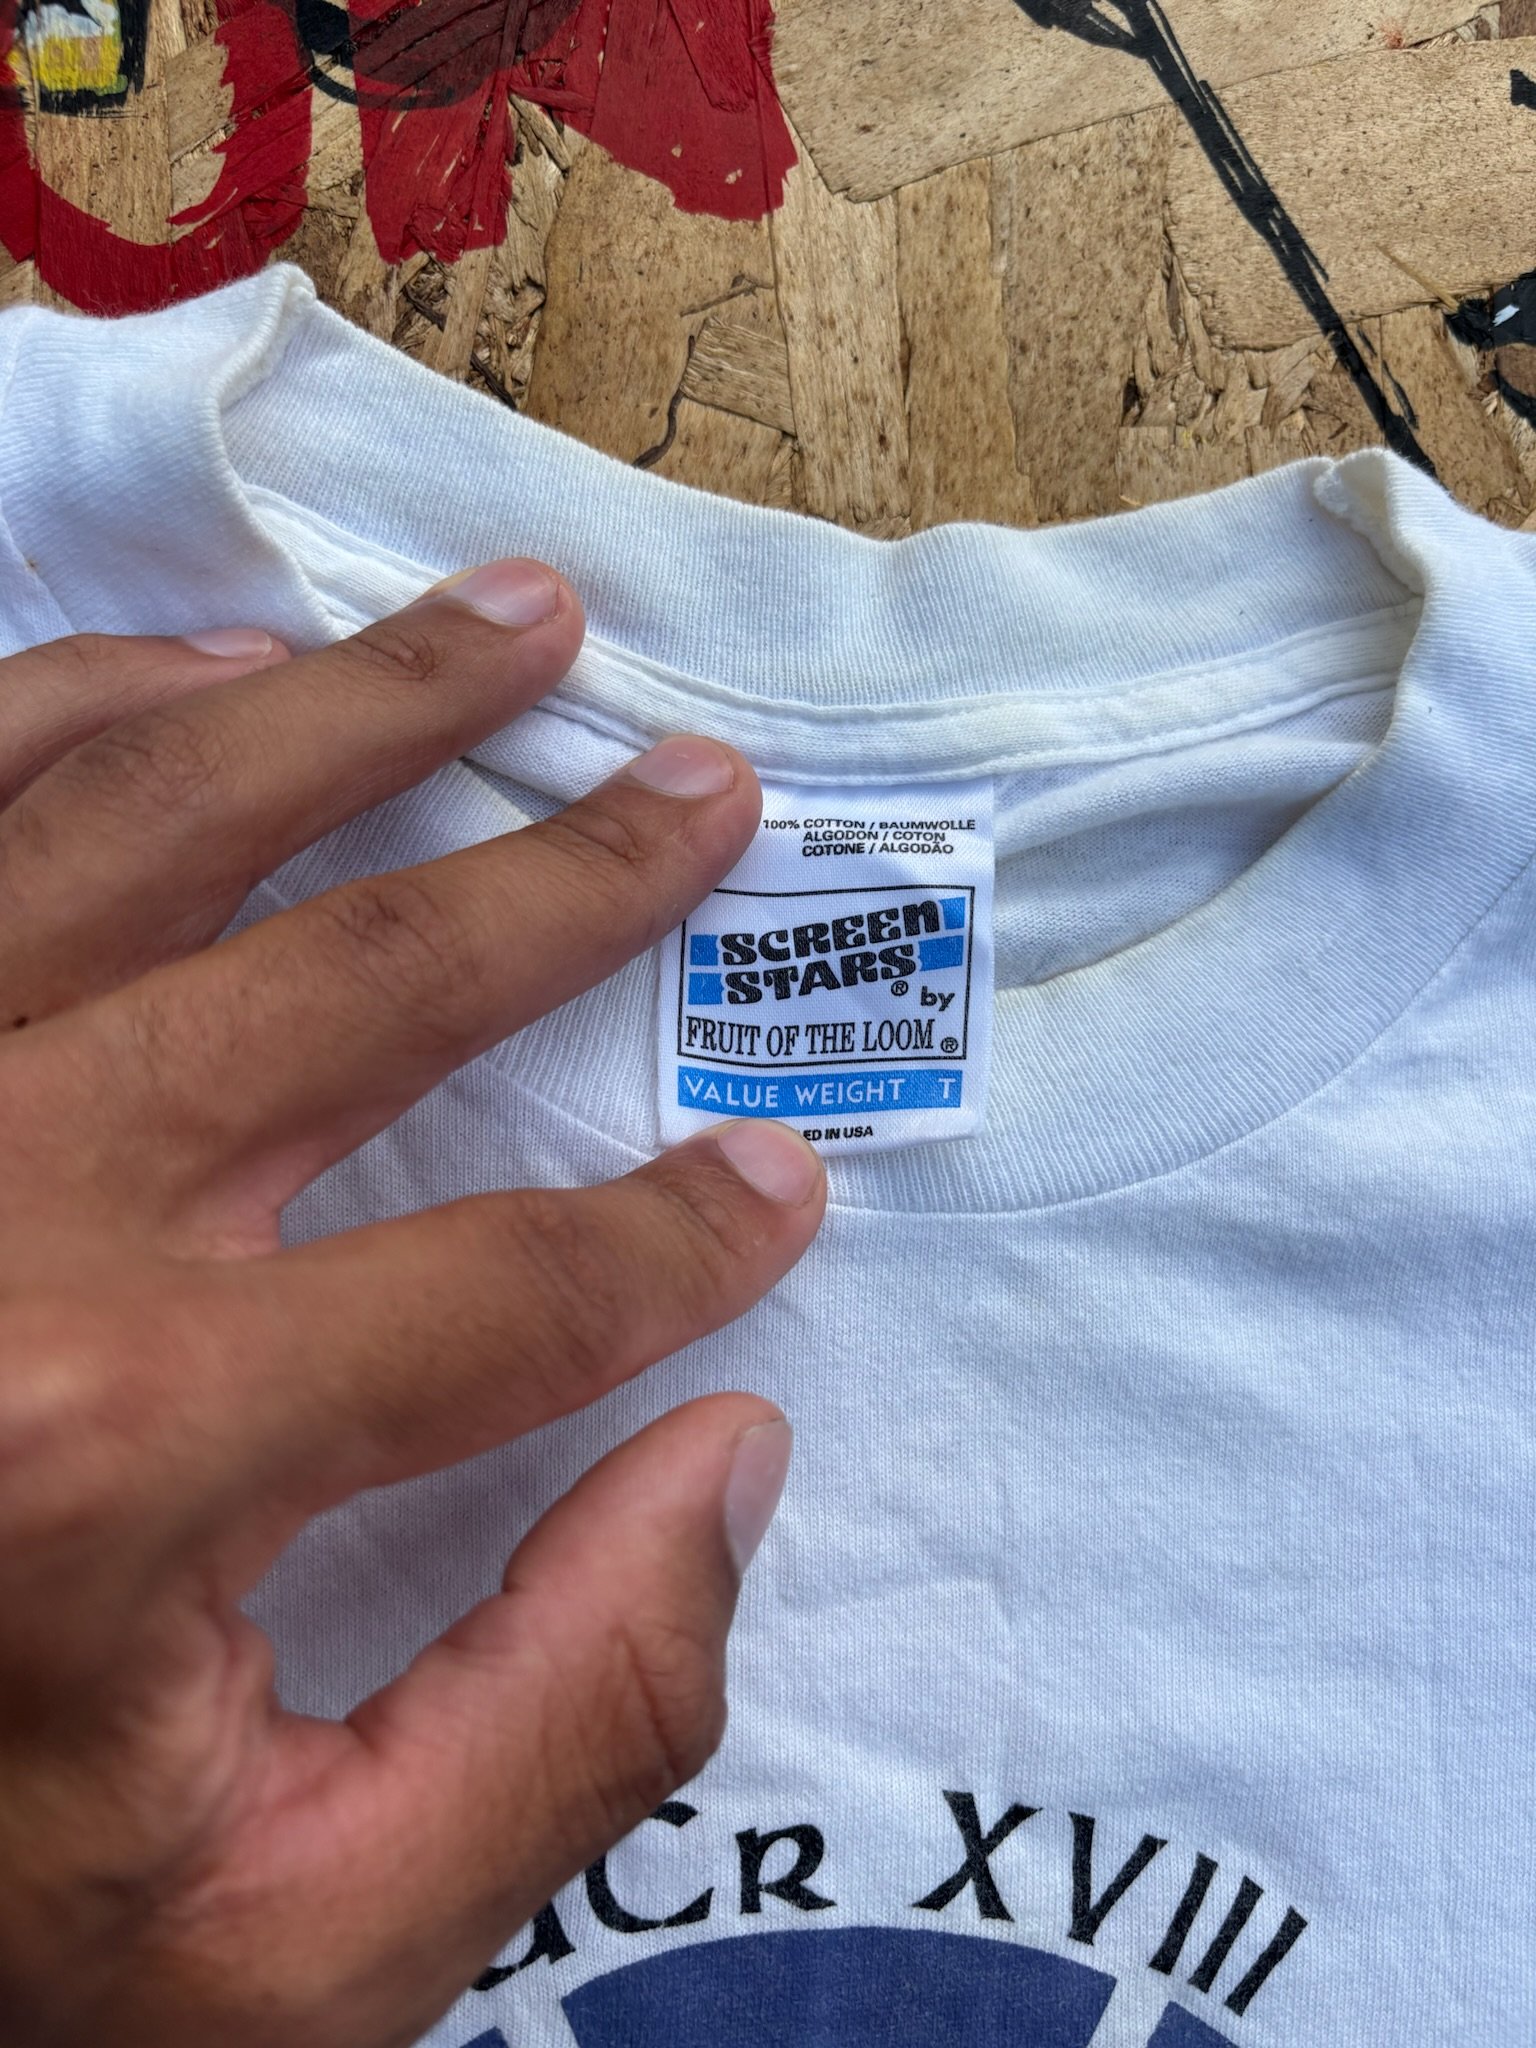 100% COTTON / BAUMWOLLE
ALGODON / COTON
COTONE / ALGODÃO
SCREEN
STARS® by
FRUIT OF THE LOOM®
VALUE WEIGHT T
IN USA
XVIII